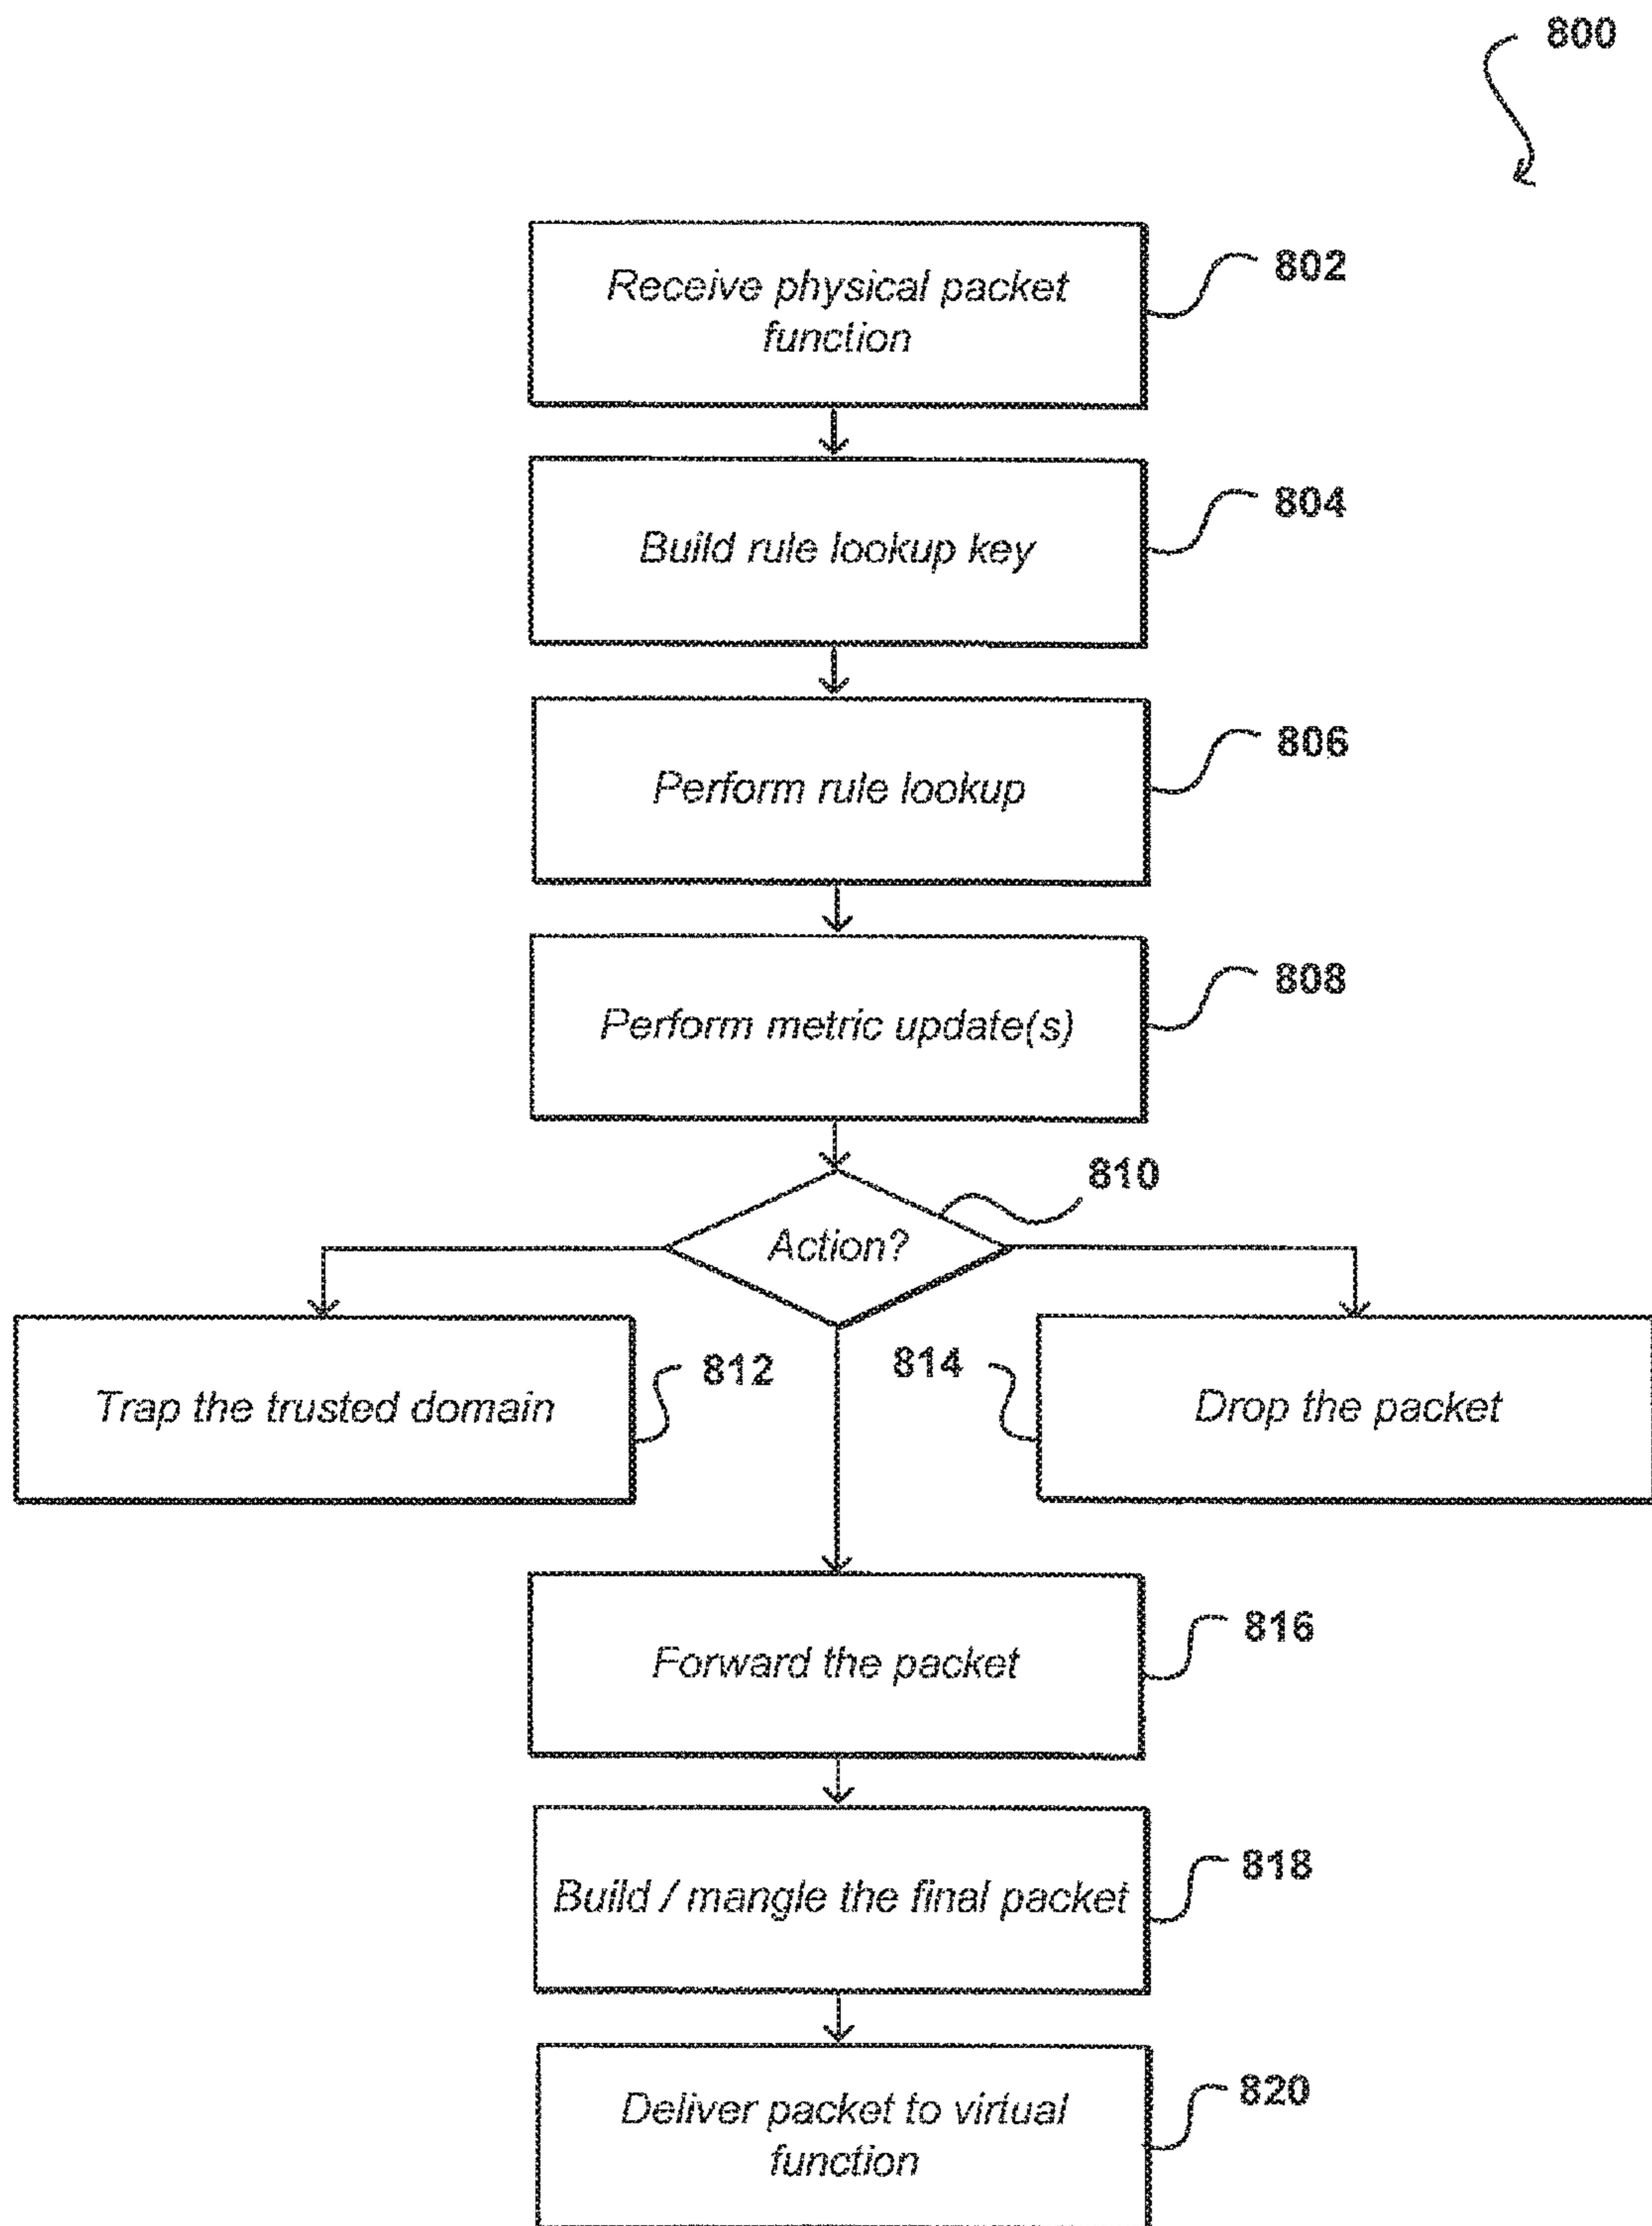 800
Receive physical packet
function
802
Build rule lookup key
804
Perform rule lookup
806
Perform metric update(s)
808
810
Action?
Trap the trusted domain
812
814
Drop the packet
Forward the packet
816
Build / mangle the final packet
818
Deliver packet to virtual
function
820